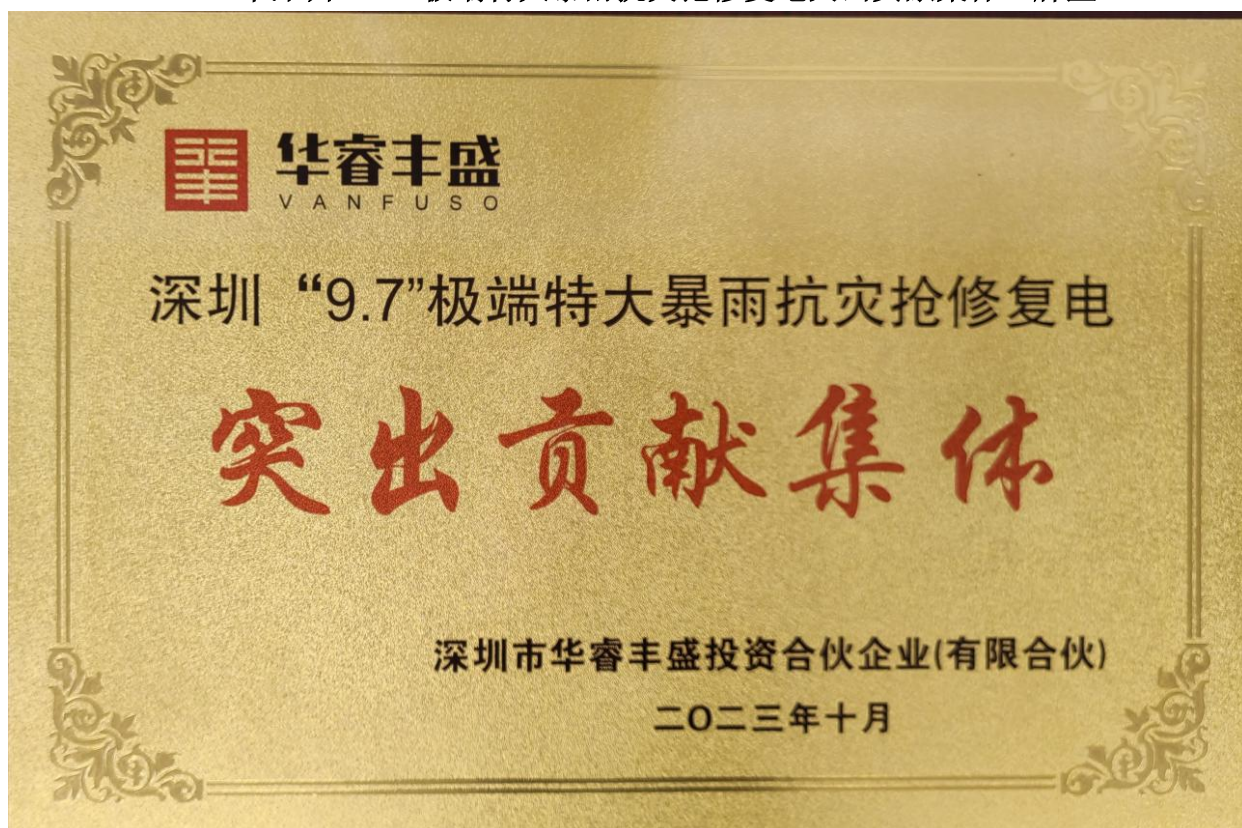 华睿丰盛
VANFUSO
深圳“9.7”极端特大暴雨抗灾抢修复电
突出贡献集体
深圳市华睿丰盛投资合伙企业(有限合伙)
二〇二三年十月